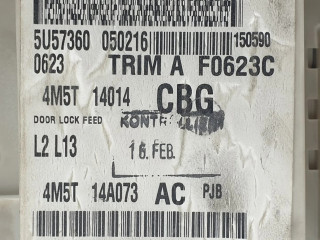 5U57360 050216 150590
0623 TRIM A F0623C
4M5T 14014 CBG
DOOR LOCK FEED
L2 L13 16. FEB.
4M5T 14A073 AC PJB